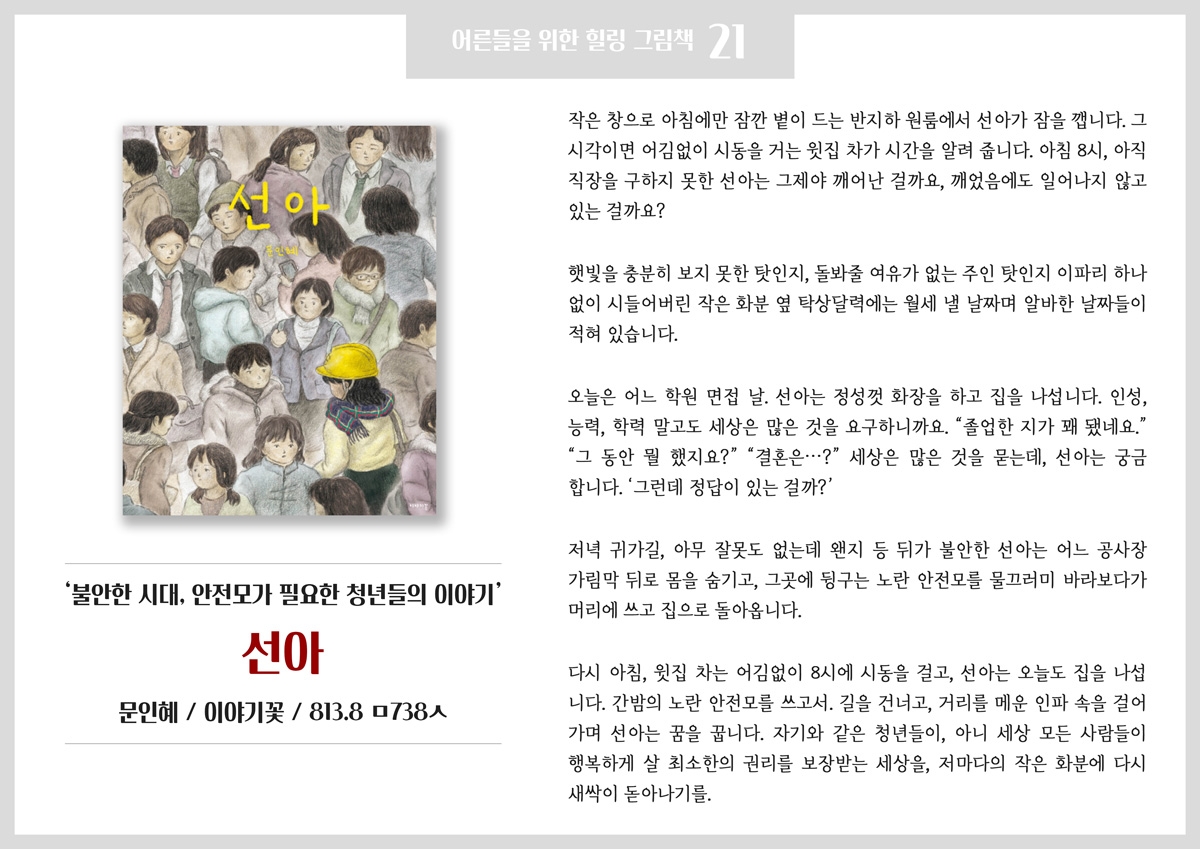 어른들을 위한 힐링 그림책 21
선아
문인혜
이야기꽃
‘불안한 시대, 안전모가 필요한 청년들의 이야기’
선아
문인혜 / 이야기꽃 / 813.8 ㅁ738ㅅ
작은 창으로 아침에만 잠깐 볕이 드는 반지하 원룸에서 선아가 잠을 깹니다. 그
시각이면 어김없이 시동을 거는 윗집 차가 시간을 알려 줍니다. 아침 8시, 아직
직장을 구하지 못한 선아는 그제야 깨어난 걸까요, 깨었음에도 일어나지 않고
있는 걸까요?
햇빛을 충분히 보지 못한 탓인지, 돌봐줄 여유가 없는 주인 탓인지 이파리 하나
없이 시들어버린 작은 화분 옆 탁상달력에는 월세 낼 날짜며 알바한 날짜들이
적혀 있습니다.
오늘은 어느 학원 면접 날. 선아는 정성껏 화장을 하고 집을 나섭니다. 인성,
능력, 학력 말고도 세상은 많은 것을 요구하니까요. “졸업한 지가 꽤 됐네요.”
“그 동안 뭘 했지요?” “결혼은…?” 세상은 많은 것을 묻는데, 선아는 궁금
합니다. ‘그런데 정답이 있는 걸까?’
저녁 귀가길, 아무 잘못도 없는데 왠지 등 뒤가 불안한 선아는 어느 공사장
가림막 뒤로 몸을 숨기고, 그곳에 뒹구는 노란 안전모를 물끄러미 바라보다가
머리에 쓰고 집으로 돌아옵니다.
다시 아침, 윗집 차는 어김없이 8시에 시동을 걸고, 선아는 오늘도 집을 나섭
니다. 간밤의 노란 안전모를 쓰고서. 길을 건너고, 거리를 메운 인파 속을 걸어
가며 선아는 꿈을 꿉니다. 자기와 같은 청년들이, 아니 세상 모든 사람들이
행복하게 살 최소한의 권리를 보장받는 세상을, 저마다의 작은 화분에 다시
새싹이 돋아나기를.